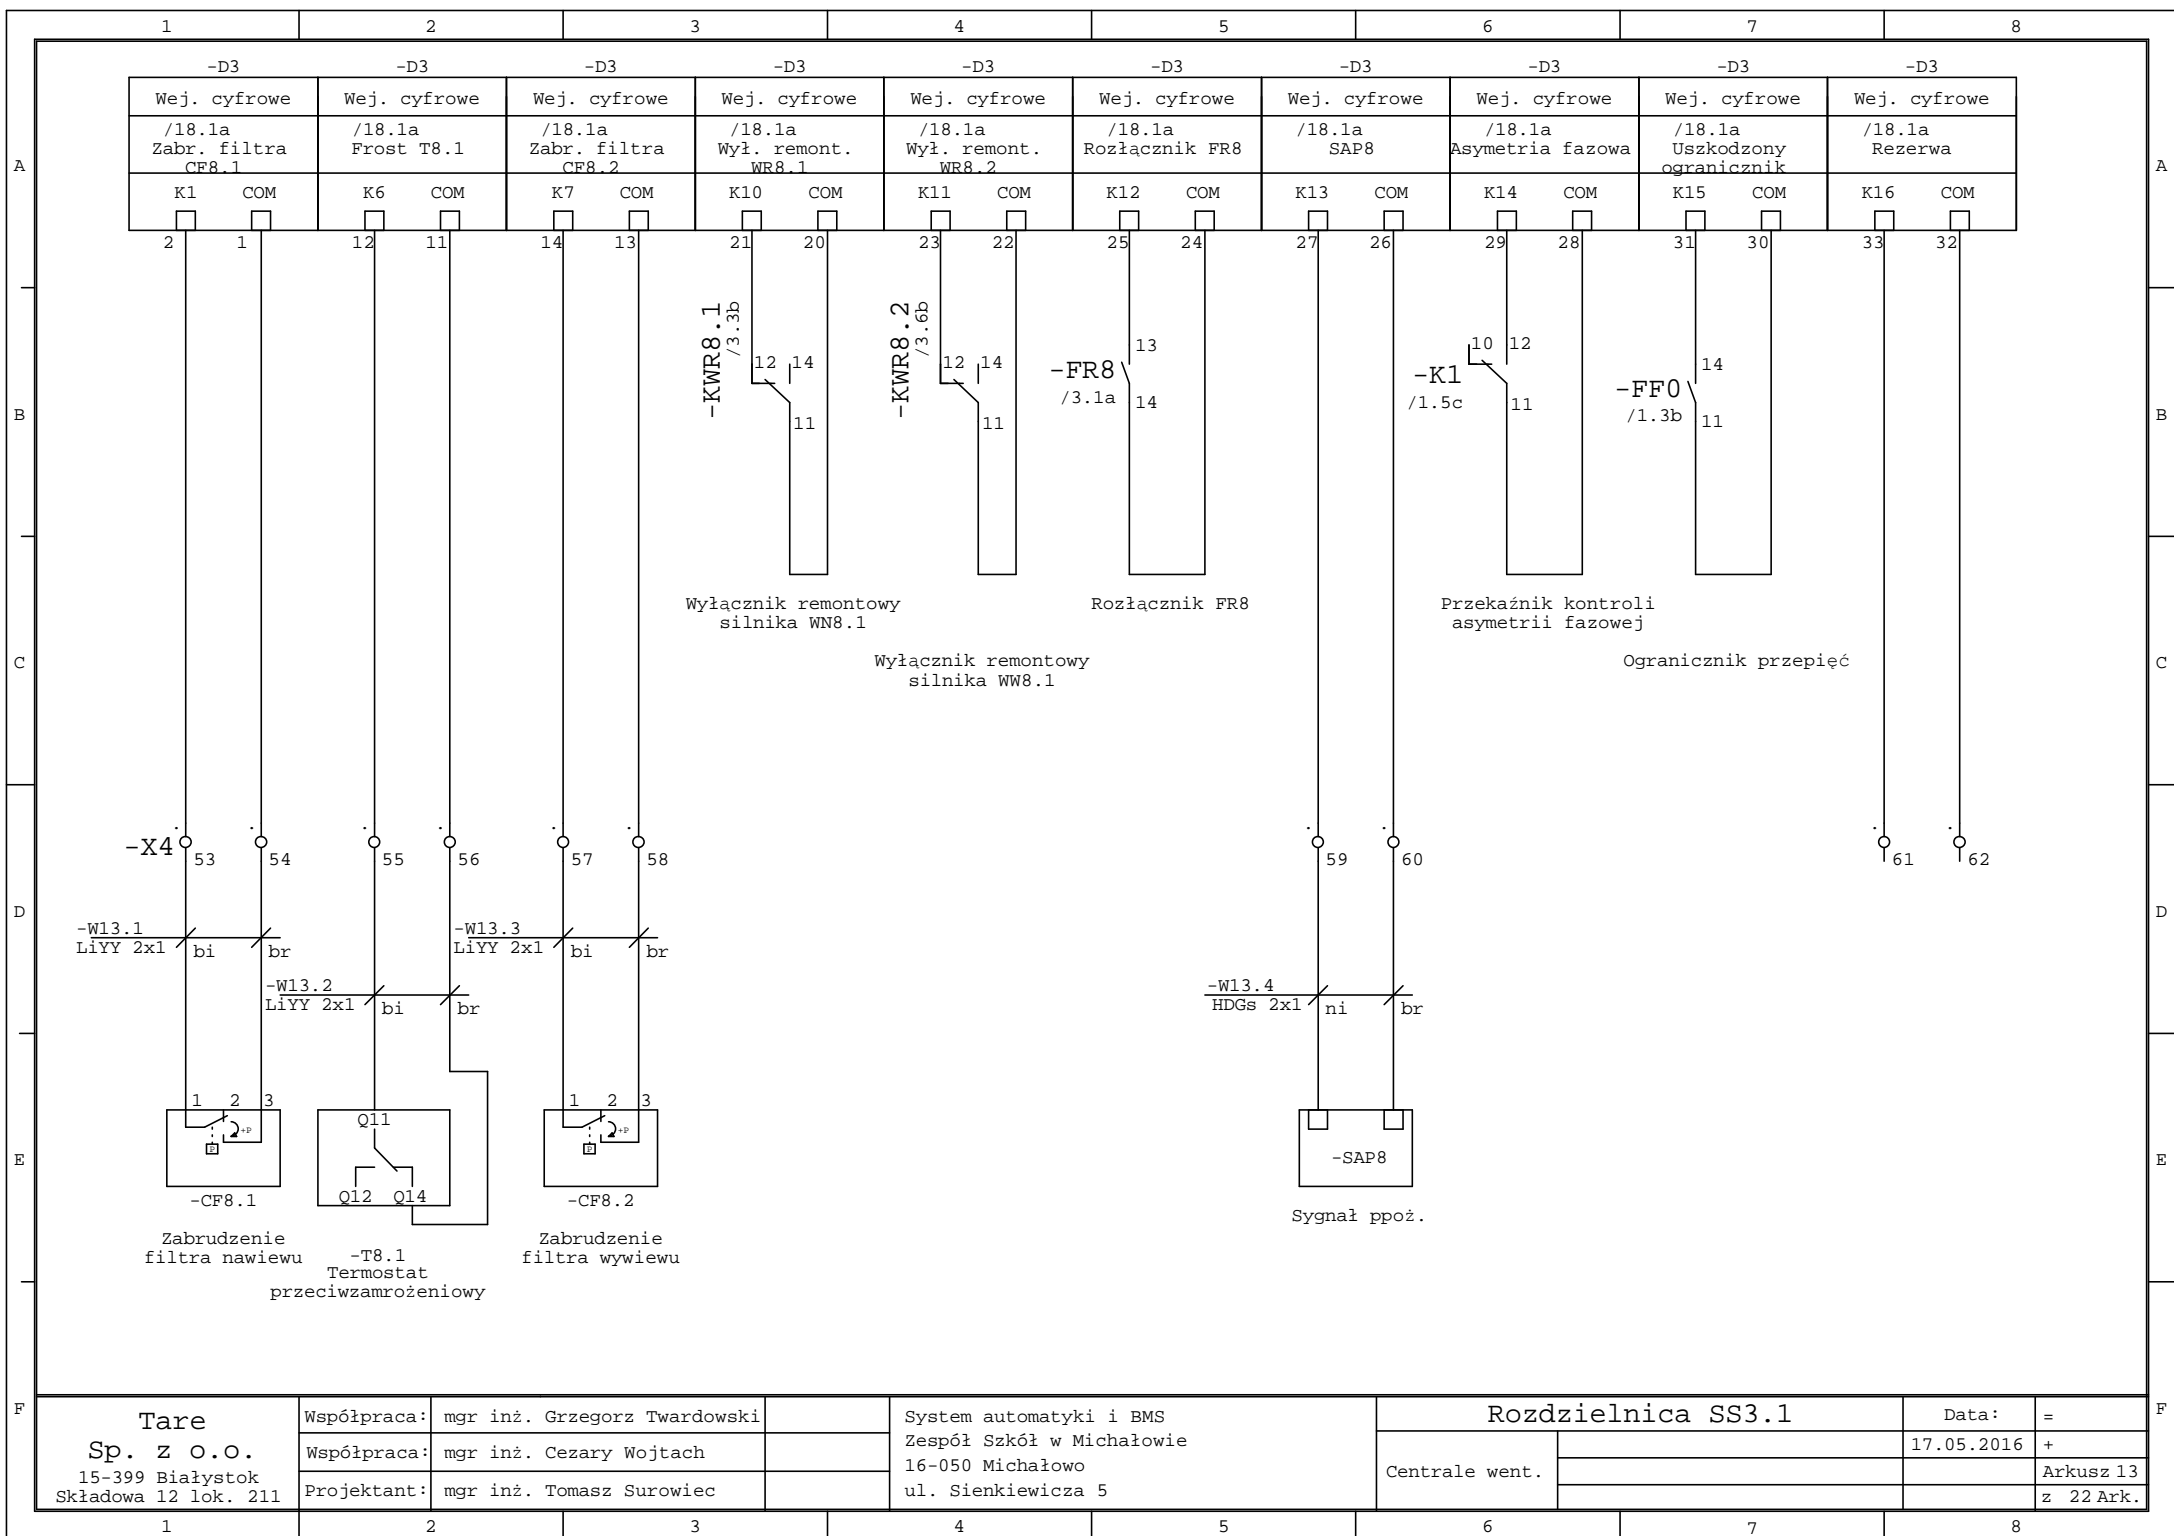 1 2 3 4 5 6 7 8
-D3 -D3 -D3 -D3 -D3 -D3 -D3 -D3 -D3 -D3
Wej. cyfrowe Wej. cyfrowe Wej. cyfrowe Wej. cyfrowe Wej. cyfrowe Wej. cyfrowe Wej. cyfrowe Wej. cyfrowe Wej. cyfrowe Wej. cyfrowe
/18.1a /18.1a /18.1a /18.1a /18.1a /18.1a /18.1a /18.1a /18.1a /18.1a
Zabr. filtra Frost T8.1 Zabr. filtra Wył. remont. Wył. remont. Rozłącznik FR8 SAP8 Asymetria fazowa Uszkodzony Rezerwa
A CF8.1 CF8.2 WR8.1 WR8.2 ogranicznik A
K1 COM K6 COM K7 COM K10 COM K11 COM K12 COM K13 COM K14 COM K15 COM K16 COM
2 1 12 11 14 13 21 20 23 22 25 24 27 26 29 28 31 30 33 32
-KWR8.1
/3.3b
12 14
11
-KWR8.2
/3.6b
12 14
11
13
-FR8
/3.1a 14
10 12
-K1
/1.5c 11
14
-FF0
/1.3b 11
B B
Wyłącznik remontowy
silnika WN8.1
Rozłącznik FR8
Przekaźnik kontroli
asymetrii fazowej
Wyłącznik remontowy
silnika WW8.1
Ogranicznik przepięć
C C
-X4 53 54 55 56 57 58 59 60 61 62
D D
-W13.1
LiYY 2x1 bi br
-W13.3
LiYY 2x1 bi br
-W13.2
LiYY 2x1 bi br
-W13.4
HDGs 2x1 ni br
1 2 3
+P
P
-CF8.1
Q11
Q12 Q14
1 2 3
+P
P
-CF8.2
-SAP8
E E
Sygnał ppoż.
Zabrudzenie
filtra nawiewu
-T8.1
Termostat
przeciwzamrożeniowy
Zabrudzenie
filtra wywiewu
F F
Tare
Sp. z o.o.
15-399 Białystok
Składowa 12 lok. 211
Współpraca: mgr inż. Grzegorz Twardowski
Współpraca: mgr inż. Cezary Wojtach
Projektant: mgr inż. Tomasz Surowiec
System automatyki i BMS
Zespół Szkół w Michałowie
16-050 Michałowo
ul. Sienkiewicza 5
Rozdzielnica SS3.1
Centrale went.
Data: =
17.05.2016 +
Arkusz 13
z 22 Ark.
1 2 3 4 5 6 7 8